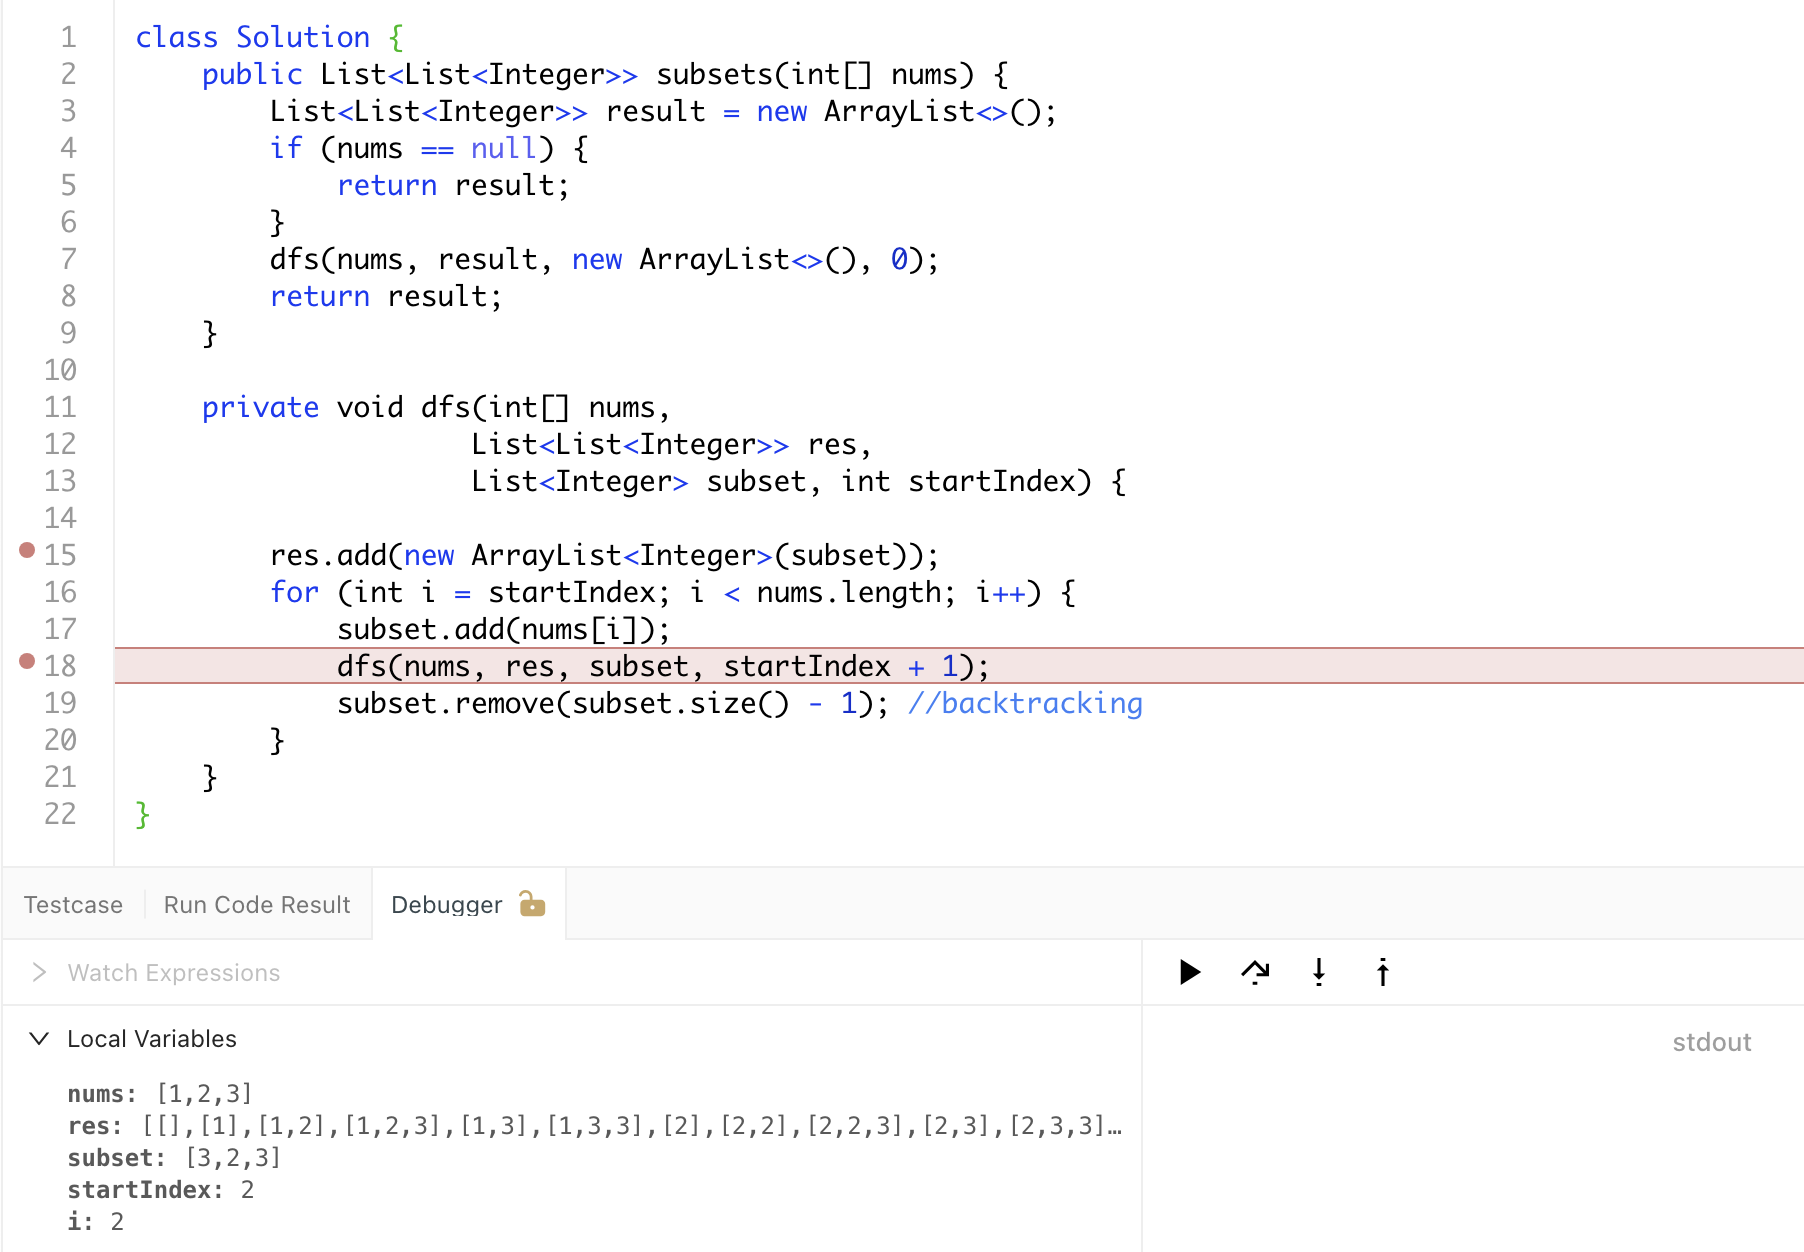 1 class Solution {
2     public List<List<Integer>> subsets(int[] nums) {
3         List<List<Integer>> result = new ArrayList<>();
4         if (nums == null) {
5             return result;
6         }
7         dfs(nums, result, new ArrayList<>(), 0);
8         return result;
9     }
10
11     private void dfs(int[] nums,
12                     List<List<Integer>> res,
13                     List<Integer> subset, int startIndex) {
14
15         res.add(new ArrayList<Integer>(subset));
16         for (int i = startIndex; i < nums.length; i++) {
17             subset.add(nums[i]);
18             dfs(nums, res, subset, startIndex + 1);
19             subset.remove(subset.size() - 1); //backtracking
20         }
21     }
22 }
Testcase Run Code Result Debugger
Watch Expressions
Local Variables
stdout
nums: [1,2,3]
res: [[],[1],[1,2],[1,2,3],[1,3],[1,3,3],[2],[2,2],[2,2,3],[2,3],[2,3,3]…
subset: [3,2,3]
startIndex: 2
i: 2